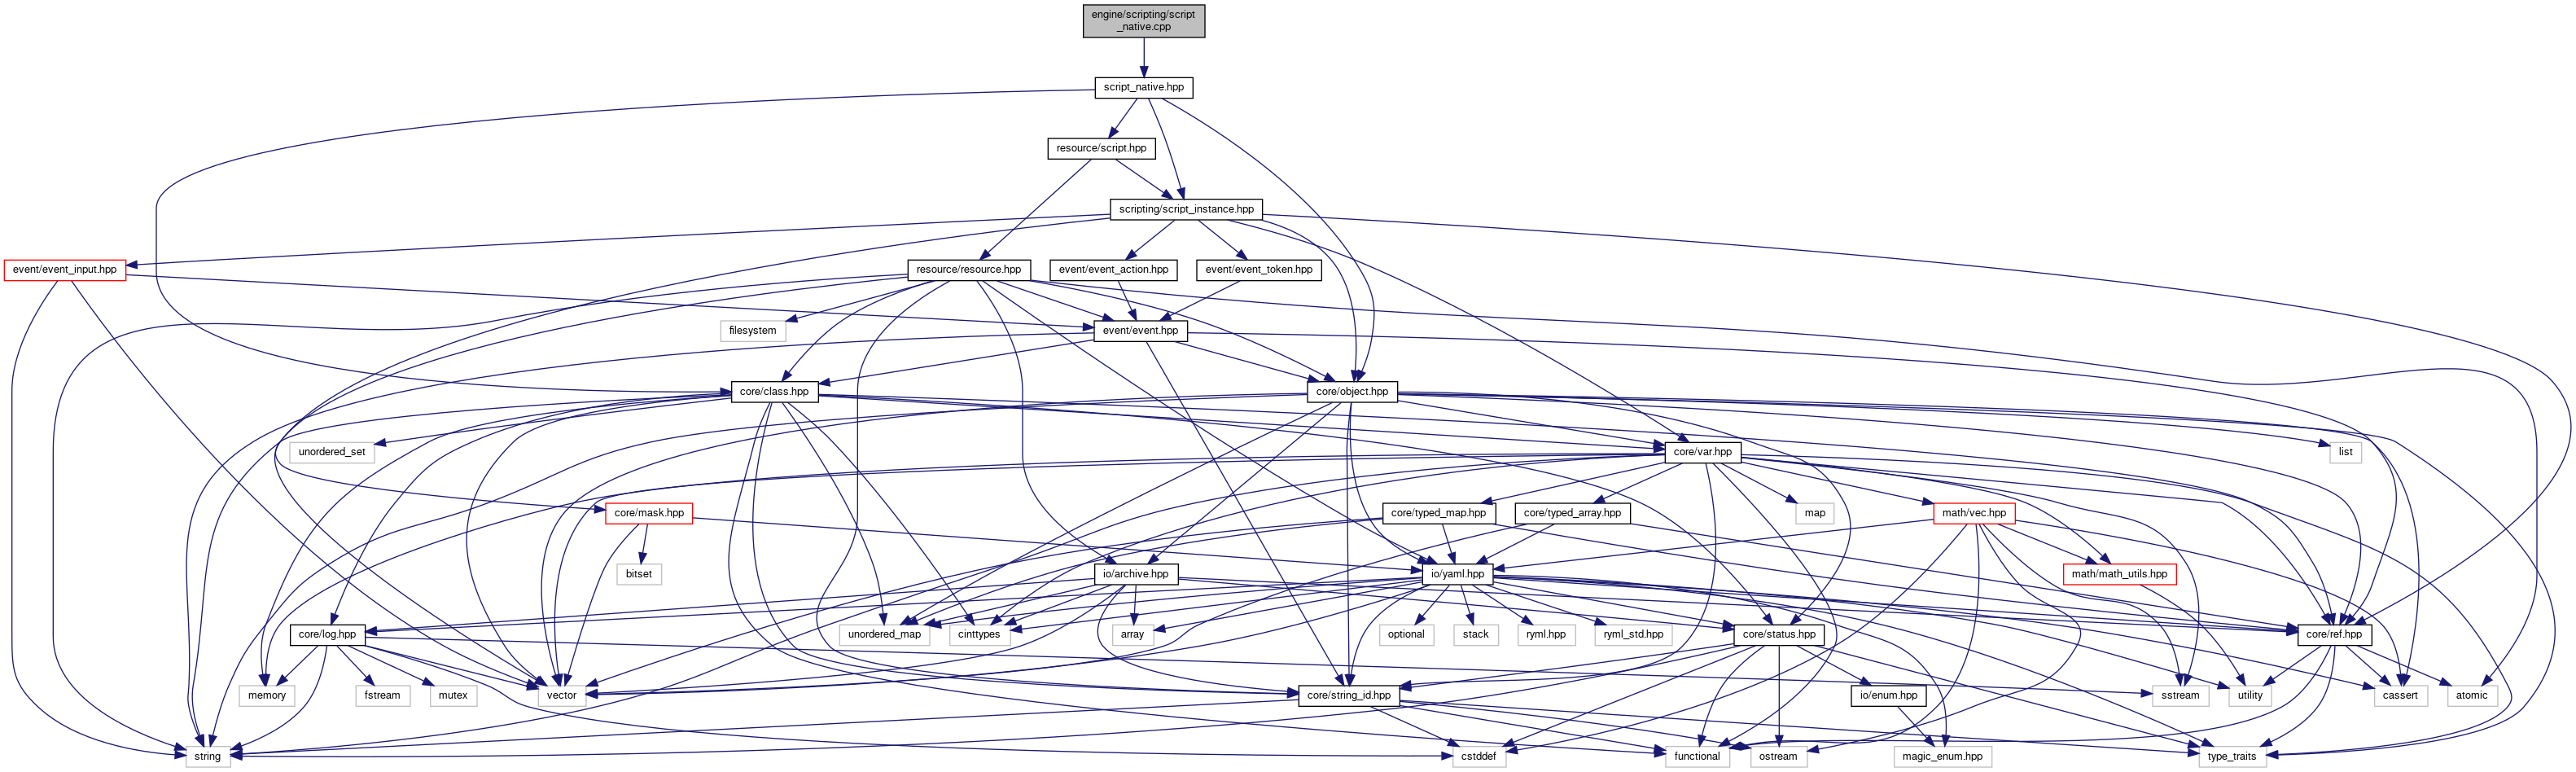 engine/scripting/script
_native.cpp
script_native.hpp
resource/script.hpp
scripting/script_instance.hpp
event/event_input.hpp
resource/resource.hpp
event/event_action.hpp
event/event_token.hpp
filesystem
event/event.hpp
core/class.hpp
core/object.hpp
unordered_set
core/var.hpp
list
core/mask.hpp
core/typed_map.hpp
core/typed_array.hpp
map
math/vec.hpp
bitset
io/archive.hpp
io/yaml.hpp
math/math_utils.hpp
core/log.hpp
unordered_map
cinttypes
array
optional
stack
ryml.hpp
ryml_std.hpp
core/status.hpp
core/ref.hpp
memory
fstream
mutex
vector
core/string_id.hpp
io/enum.hpp
sstream
utility
cassert
atomic
string
cstddef
functional
ostream
magic_enum.hpp
type_traits